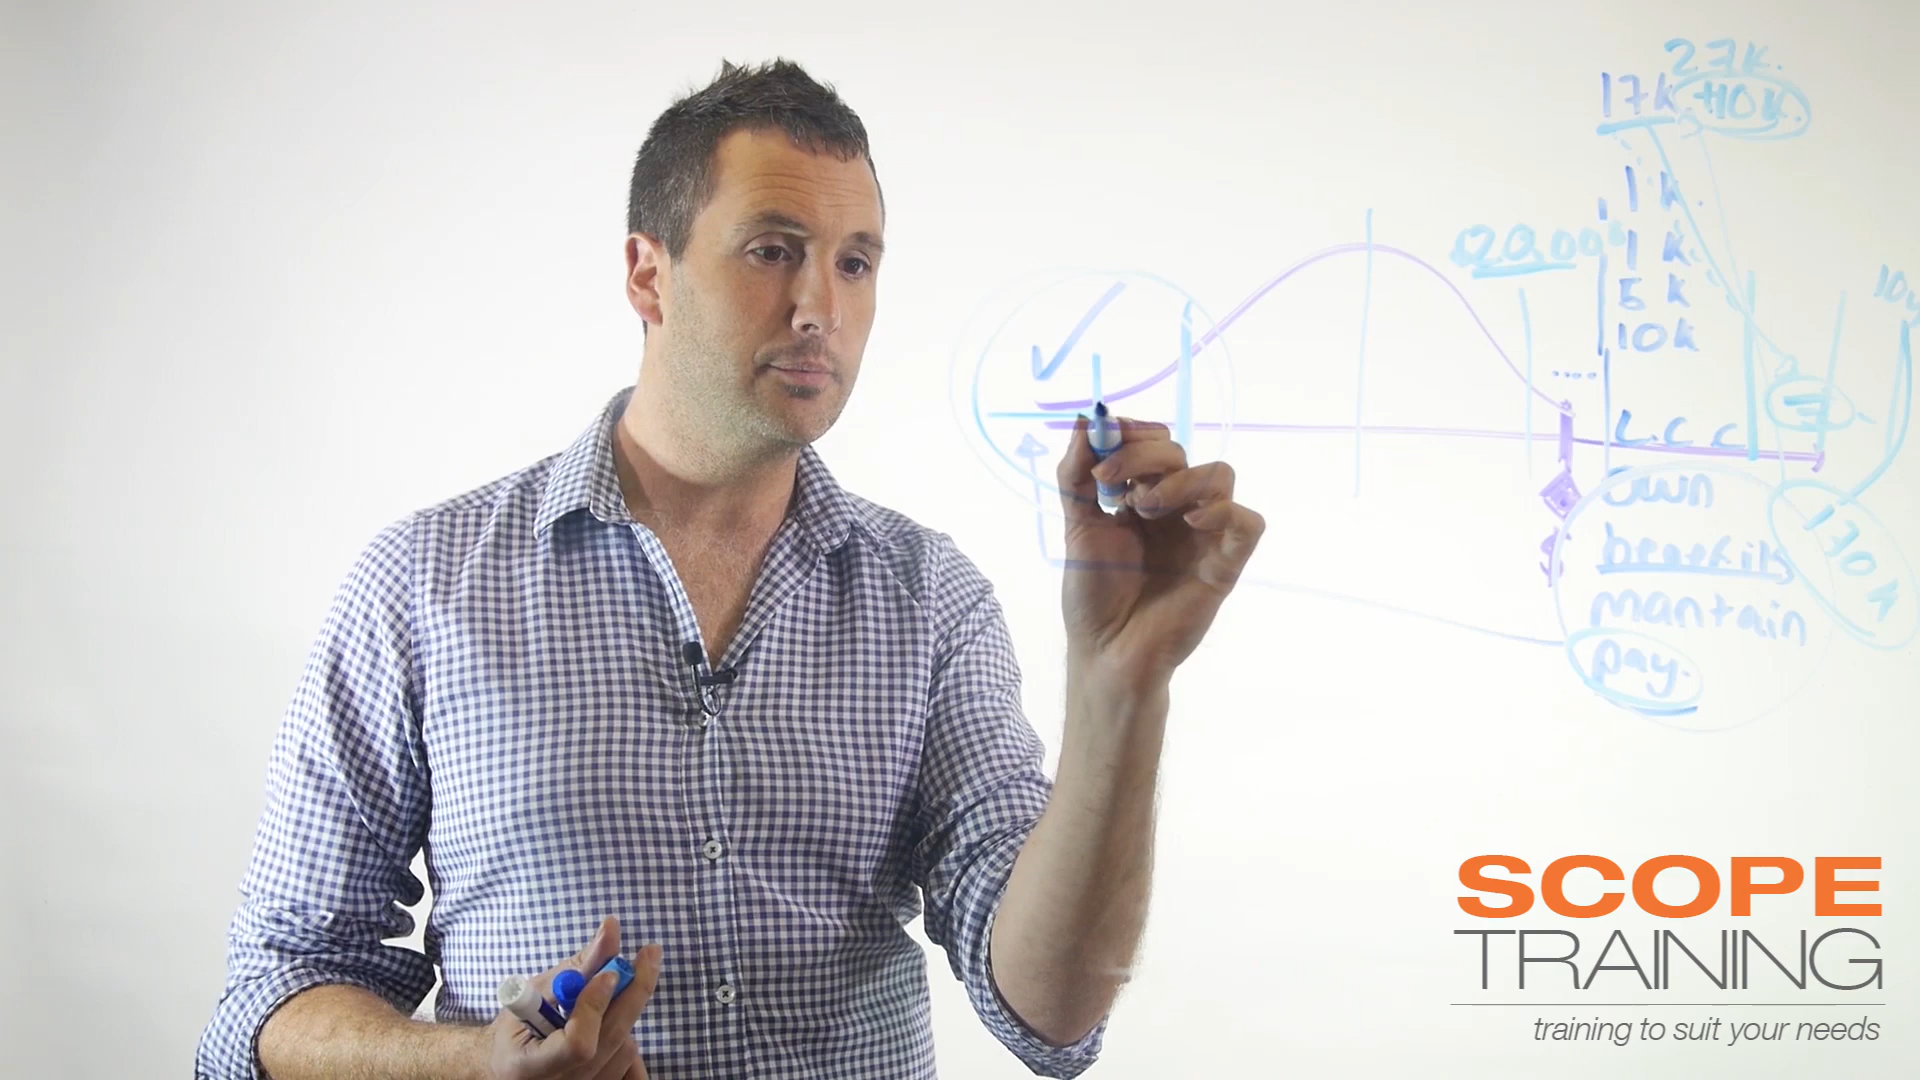 27k.
17k +10k.
1k.
20,000
1k.
5k
10k
....
L.C.C
own
benefits
mantain
pay.
170k
SCOPE
TRAINING
training to suit your needs